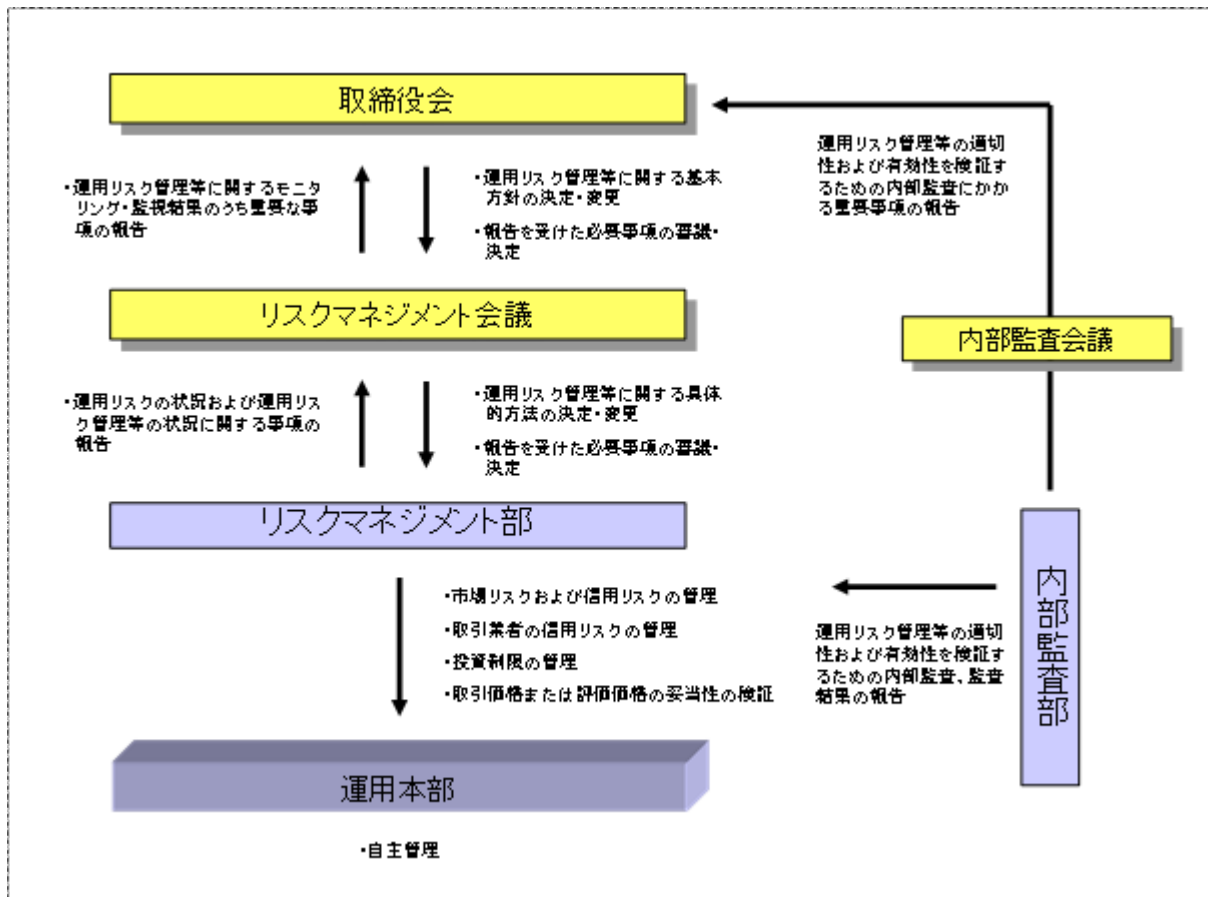 取締役会
運用リスク管理等の適切
性および有効性を検証す
るための内部監査にかか
る重要事項の報告
・運用リスク管理等に関するモニタ
リング・監視結果のうち重要な事
項の報告
・運用リスク管理等に関する基本
方針の決定・変更
・報告を受けた必要事項の審議・
決定
リスクマネジメント会議
内部監査会議
・運用リスクの状況および運用リス
ク管理等の状況に関する事項の
報告
・運用リスク管理等に関する具体
的方法の決定・変更
・報告を受けた必要事項の審議・
決定
リスクマネジメント部
内部監査部
・市場リスクおよび信用リスクの管理
・取引業者の信用リスクの管理
・投資制限の管理
・取引価格または評価価格の妥当性の検証
運用リスク管理等の適切
性および有効性を検証す
るための内部監査、監査
結果の報告
運用本部
・自主管理